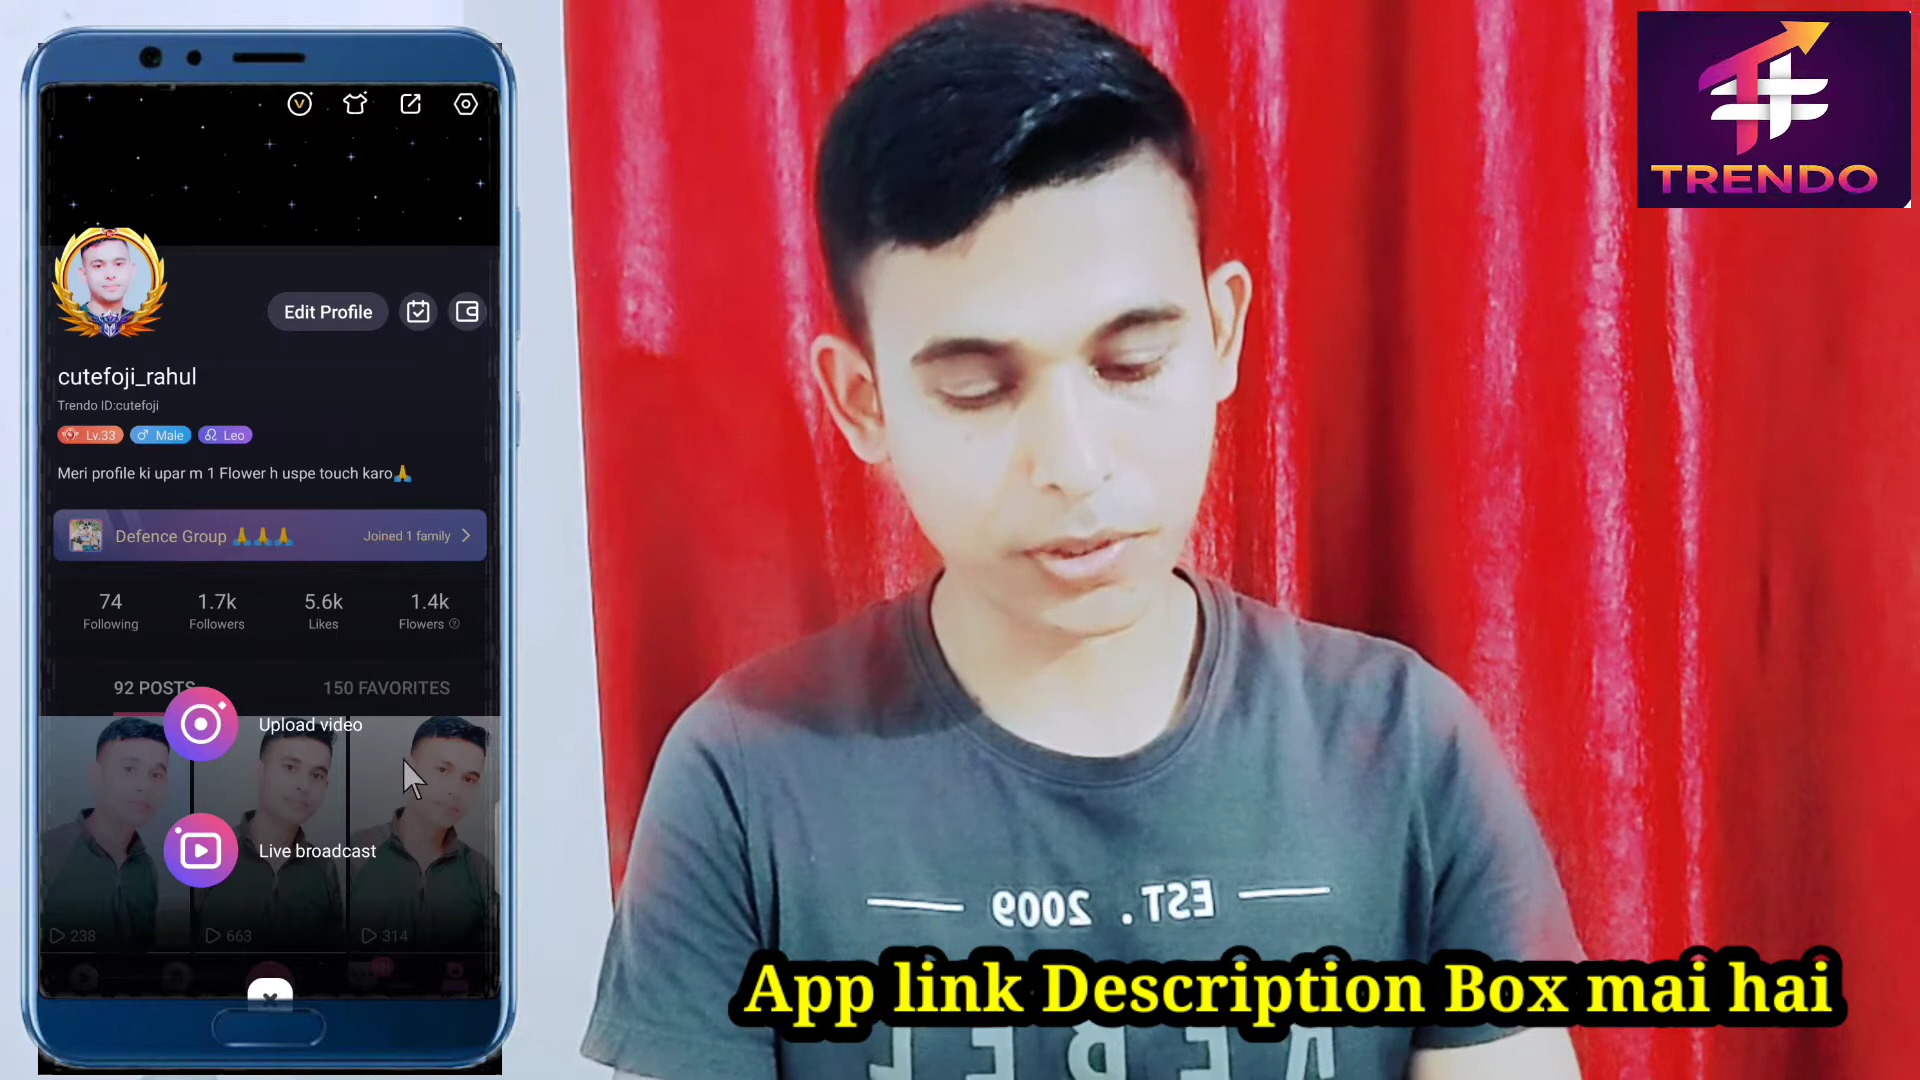 Edit Profile
cutefoji_rahul
Trendo ID:cutefoji
Lv.33 Male Leo
Meri profile ki upar m 1 Flower h uspe touch karo🙏
Defence Group 🙏🙏🙏 Joined 1 family
74 1.7k 5.6k 1.4k
Following Followers Likes Flowers
92 POSTS 150 FAVORITES
Upload video
Live broadcast
238 663 314
TRENDO
EST. 2009
REBEL
App link Description Box mai hai